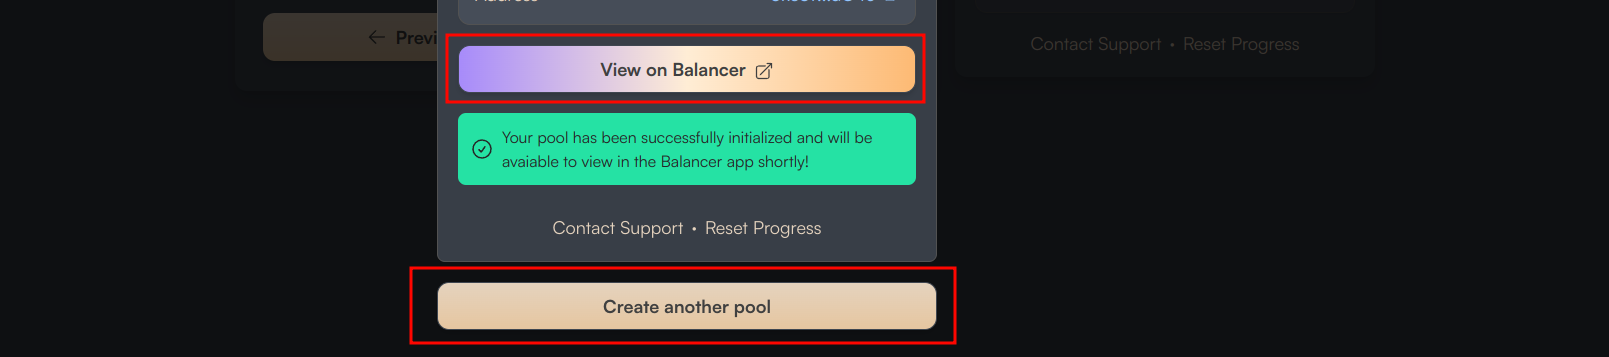 Address
Previ
View on Balancer
Your pool has been successfully initialized and will be
avaiable to view in the Balancer app shortly!
Contact Support • Reset Progress
Create another pool
Contact Support • Reset Progress